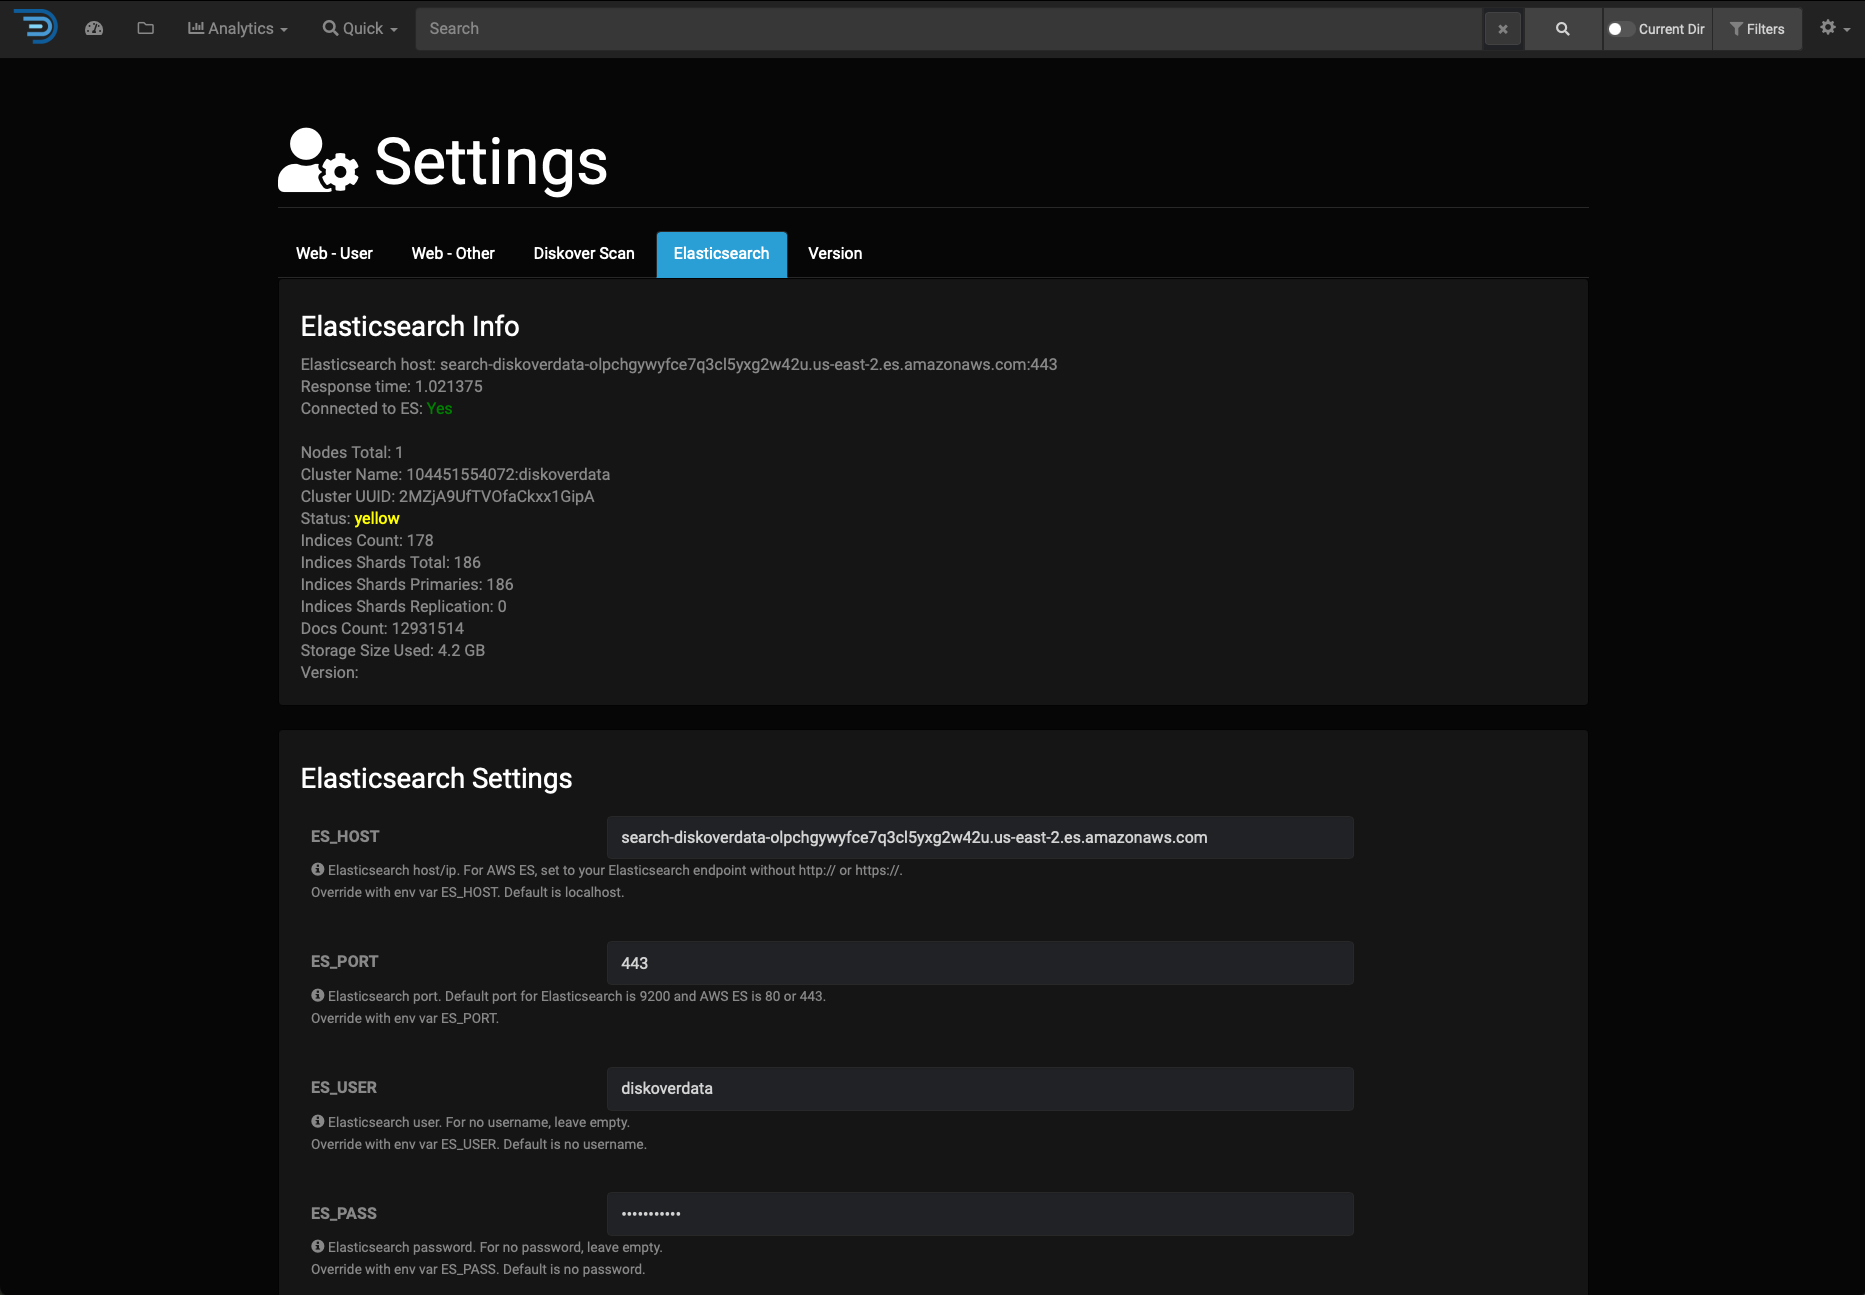 Analytics
Quick
Search
Current Dir
Filters
Settings
Web - User
Web - Other
Diskover Scan
Elasticsearch
Version
Elasticsearch Info
Elasticsearch host: search-diskoverdata-olpchgywyfce7q3cl5yxg2w42u.us-east-2.es.amazonaws.com:443
Response time: 1.021375
Connected to ES: Yes
Nodes Total: 1
Cluster Name: 104451554072:diskoverdata
Cluster UUID: 2MZjA9UfTVOfaCkxx1GipA
Status: yellow
Indices Count: 178
Indices Shards Total: 186
Indices Shards Primaries: 186
Indices Shards Replication: 0
Docs Count: 12931514
Storage Size Used: 4.2 GB
Version:
Elasticsearch Settings
ES_HOST
search-diskoverdata-olpchgywyfce7q3cl5yxg2w42u.us-east-2.es.amazonaws.com
Elasticsearch host/ip. For AWS ES, set to your Elasticsearch endpoint without http:// or https://.
Override with env var ES_HOST. Default is localhost.
ES_PORT
443
Elasticsearch port. Default port for Elasticsearch is 9200 and AWS ES is 80 or 443.
Override with env var ES_PORT.
ES_USER
diskoverdata
Elasticsearch user. For no username, leave empty.
Override with env var ES_USER. Default is no username.
ES_PASS
•••••••••••
Elasticsearch password. For no password, leave empty.
Override with env var ES_PASS. Default is no password.